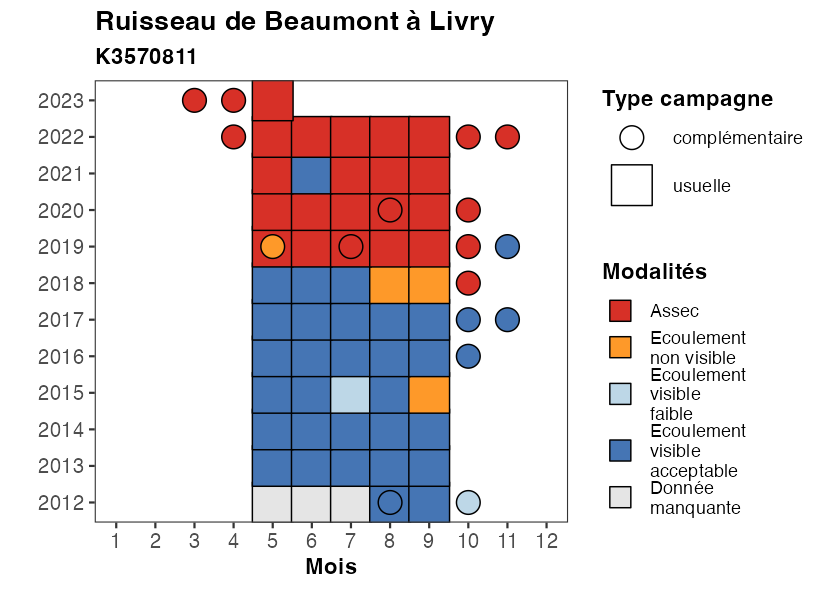 Ruisseau de Beaumont à Livry
K3570811
2023
2022
2021
2020
2019
2018
2017
2016
2015
2014
2013
2012
1 2 3 4 5 6 7 8 9 10 11 12
Mois
Type campagne
complémentaire
usuelle
Modalités
Assec
Ecoulement
non visible
Ecoulement
visible
faible
Ecoulement
visible
acceptable
Donnée
manquante